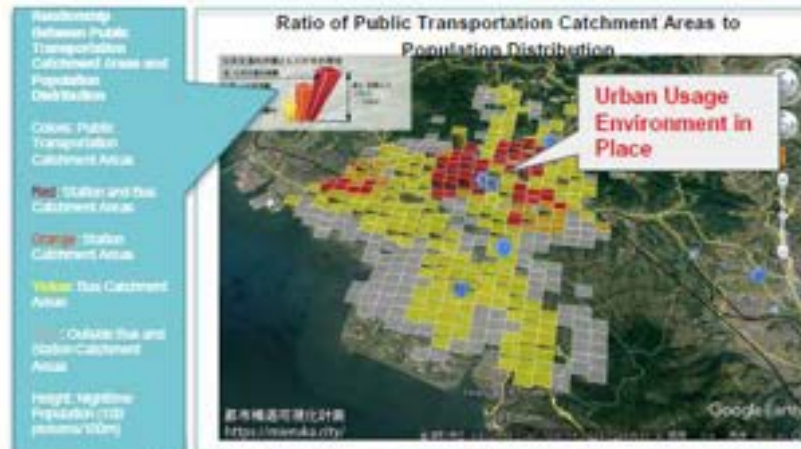 Relationship
Between Public
Transportation
Catchment Areas and
Population
Distribution
Colors: Public
Transportation
Catchment Areas
Red: Station and Bus
Catchment Areas
Orange: Station
Catchment Areas
Yellow: Bus Catchment
Areas
: Outside Bus and
Station Catchment
Areas
Height: Nighttime
Population (100
persons/100m)
Ratio of Public Transportation Catchment Areas to
Population Distribution
Urban Usage
Environment in
Place
都市構造可視化計画
https://mieruka.city/
Google Earth